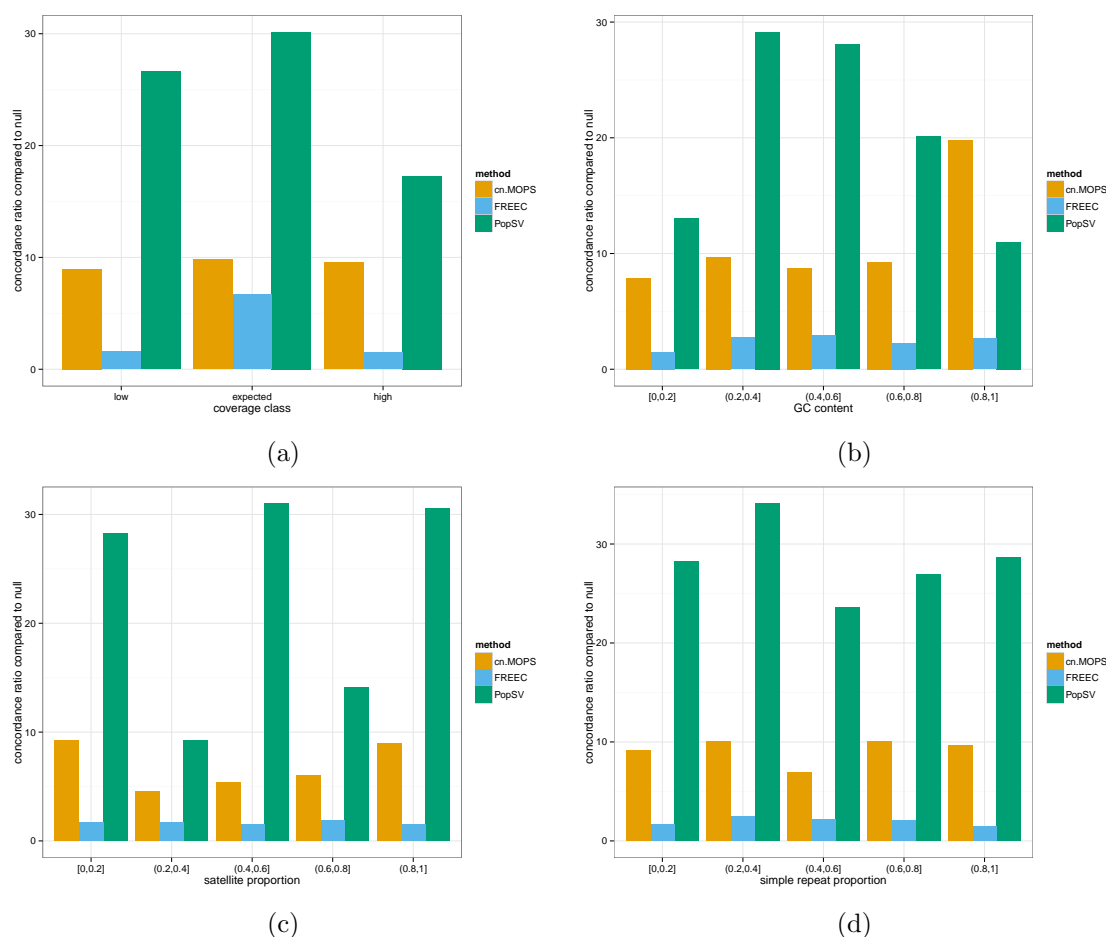 concordance ratio compared to null
30
20
10
0
low expected high
coverage class
method
cn.MOPS
FREEC
PopSV
(a)
concordance ratio compared to null
30
20
10
0
[0,0.2] (0.2,0.4] (0.4,0.6] (0.6,0.8] (0.8,1]
GC content
method
cn.MOPS
FREEC
PopSV
(b)
concordance ratio compared to null
30
20
10
0
[0,0.2] (0.2,0.4] (0.4,0.6] (0.6,0.8] (0.8,1]
satellite proportion
method
cn.MOPS
FREEC
PopSV
(c)
concordance ratio compared to null
30
20
10
0
[0,0.2] (0.2,0.4] (0.4,0.6] (0.6,0.8] (0.8,1]
simple repeat proportion
method
cn.MOPS
FREEC
PopSV
(d)